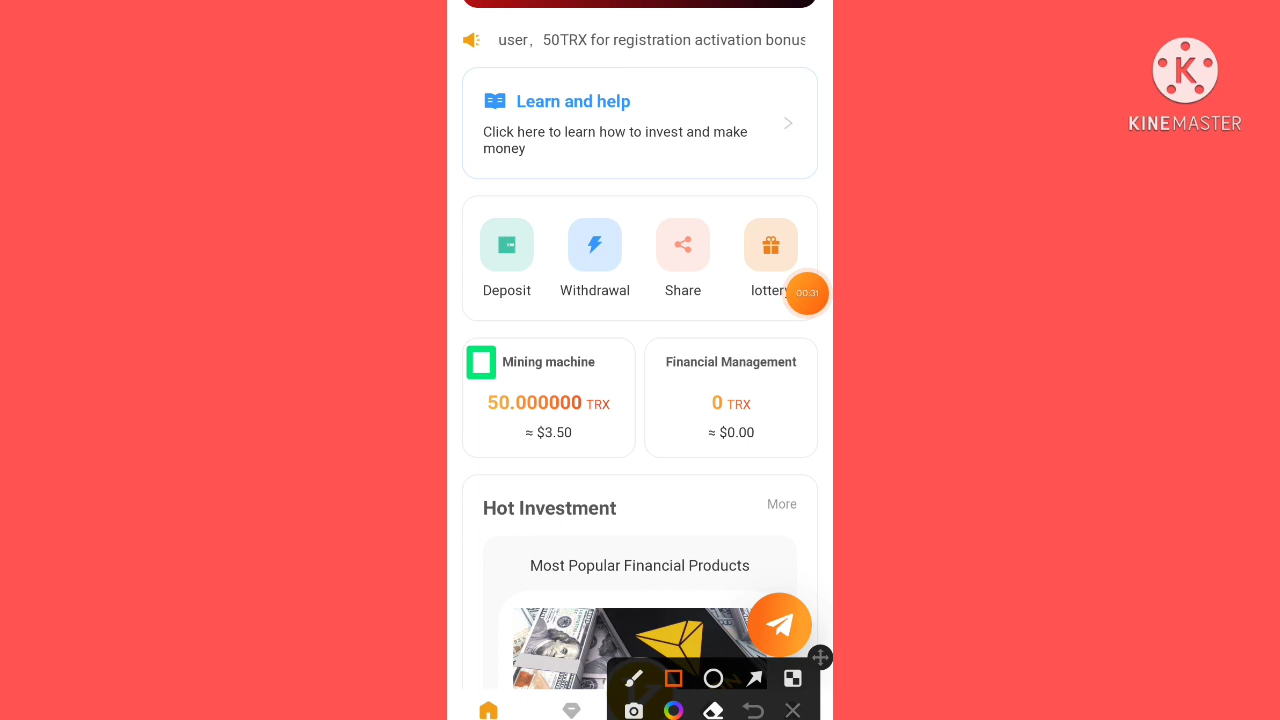 user，50TRX for registration activation bonus
Learn and help
Click here to learn how to invest and make
money
Deposit
Withdrawal
Share
lottery
00:31
Mining machine
50.000000 TRX
≈ $3.50
Financial Management
0 TRX
≈ $0.00
Hot Investment
More
Most Popular Financial Products
K
KINEMASTER